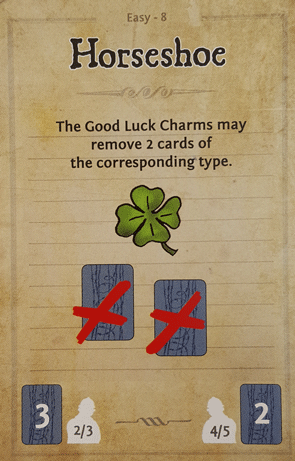 Easy - 8
Horseshoe
The Good Luck Charms may
remove 2 cards of
the corresponding type.
3
2/3
4/5
2